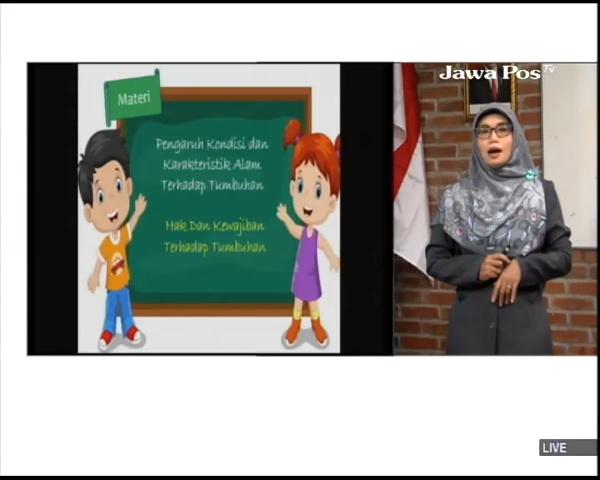 Jawa Pos TV
Materi
Pengaruh Kondisi dan
Karakteristik Alam
Terhadap Tumbuhan
Hak Dan Kewajiban
Terhadap Tumbuhan
LIVE